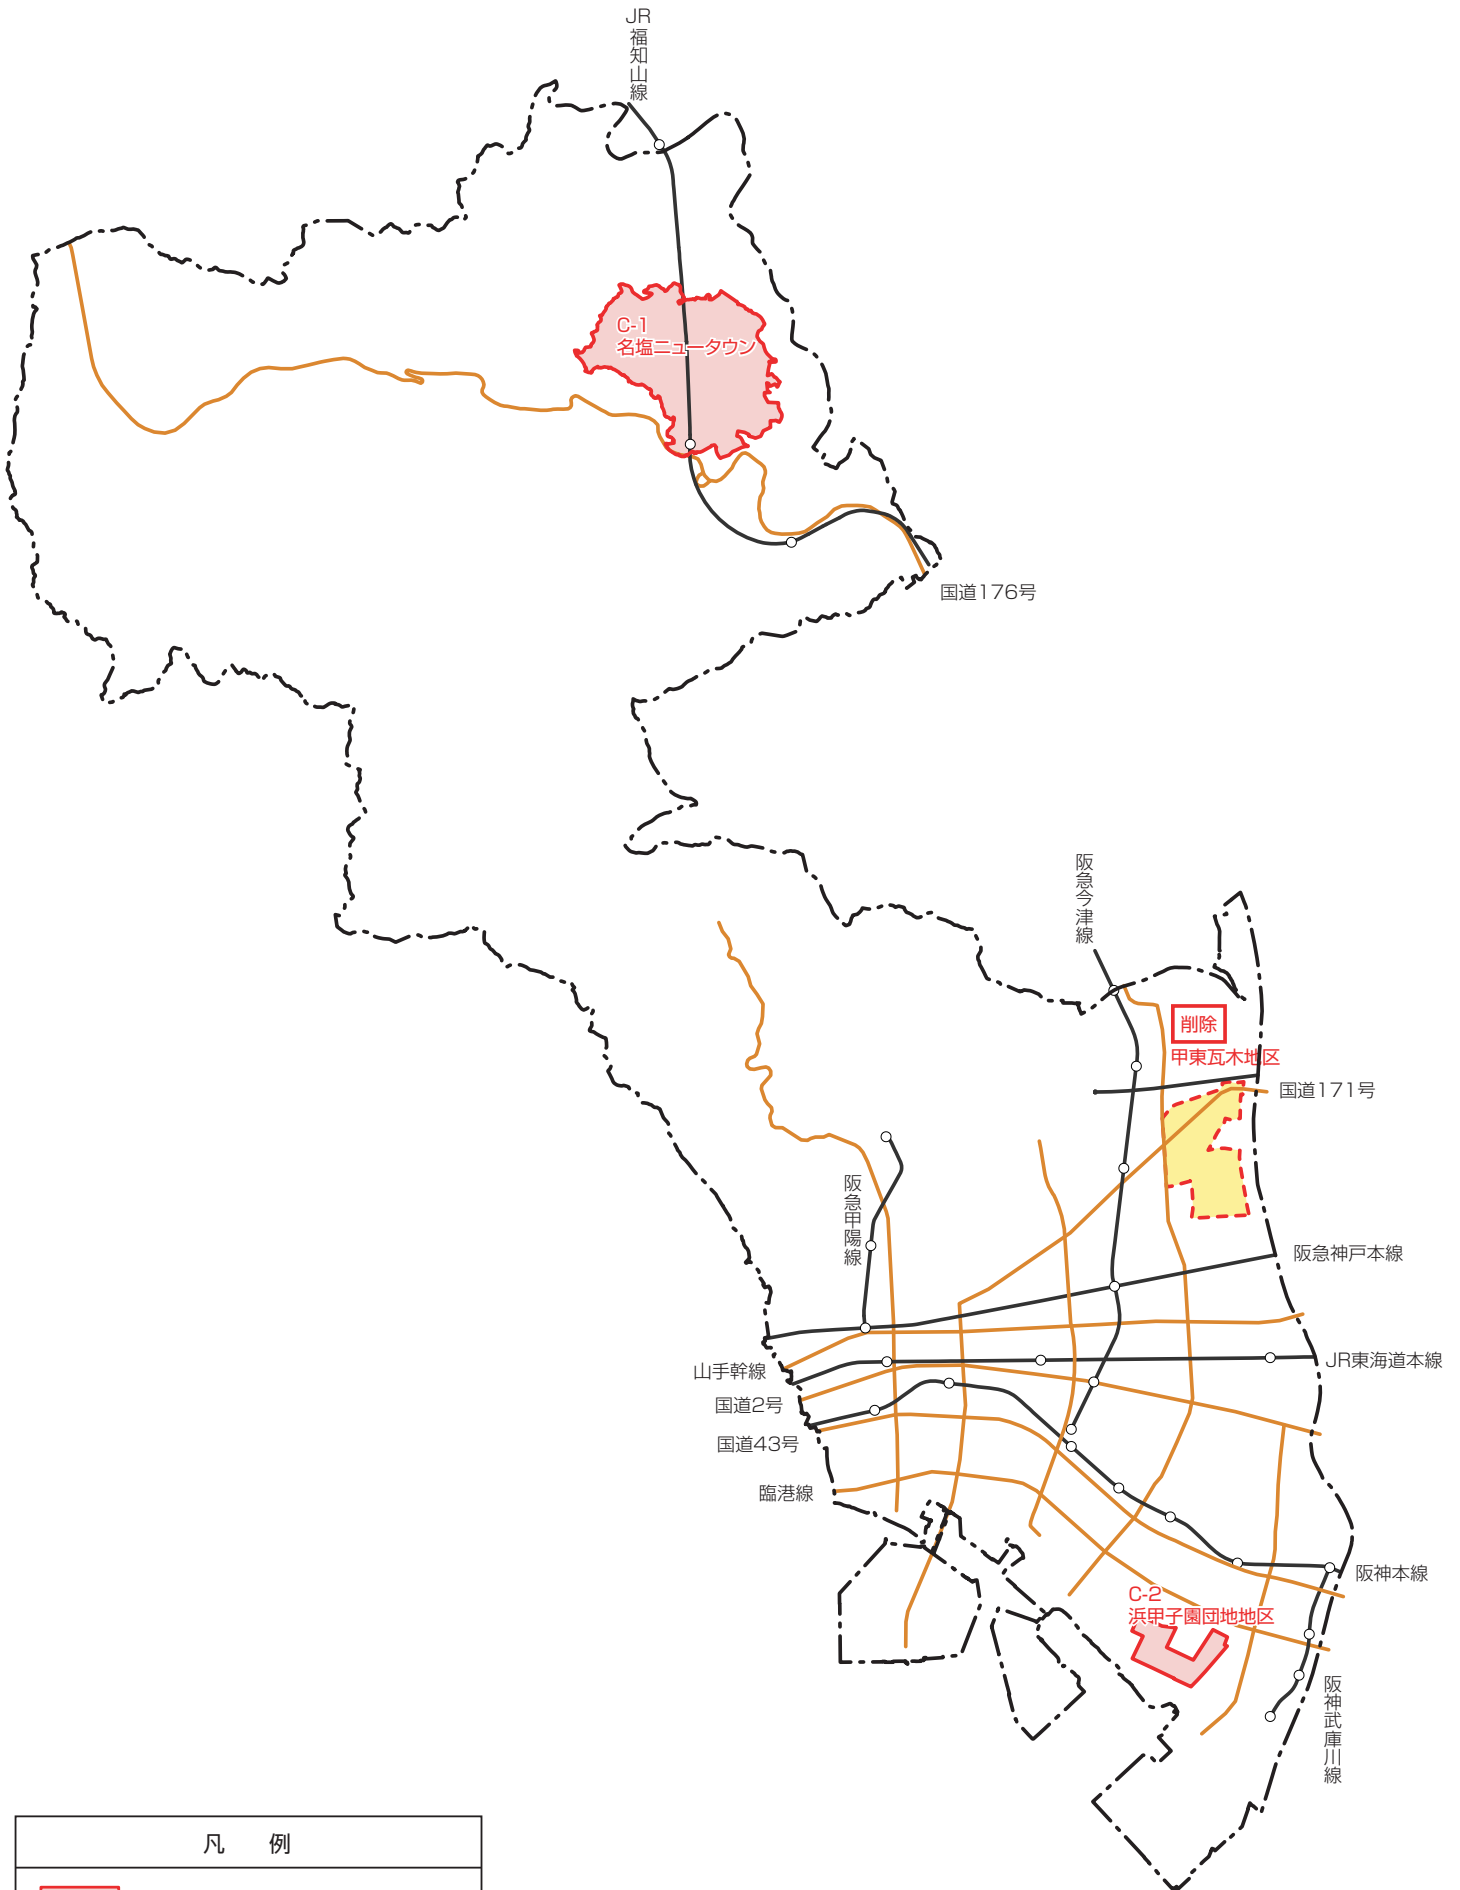 JR
福知山線
C-1
名塩ニュータウン
国道176号
阪急今津線
削除
甲東瓦木地区
国道171号
阪急甲陽線
阪急神戸本線
山手幹線
JR東海道本線
国道2号
国道43号
臨港線
阪神本線
C-2
浜甲子園団地地区
阪神武庫川線
凡　例